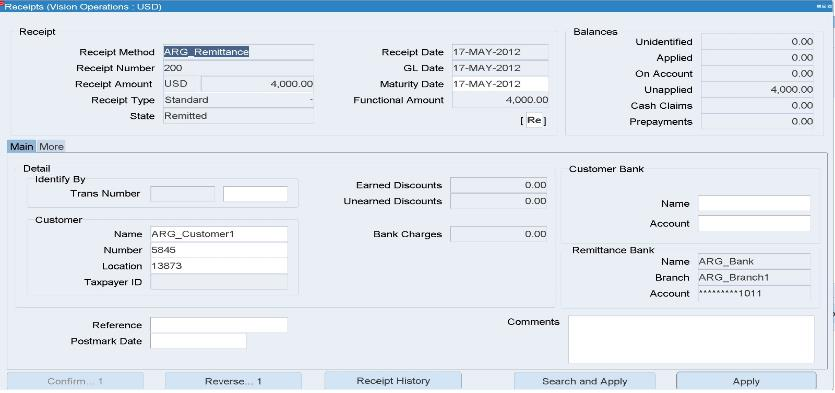 Receipts (Vision Operations : USD)
Receipt
Receipt Method ARG_Remittance
Receipt Number 200
Receipt Amount USD 4,000.00
Receipt Type Standard -
State Remitted
Receipt Date 17-MAY-2012
GL Date 17-MAY-2012
Maturity Date 17-MAY-2012
Functional Amount 4,000.00
[ Re ]
Balances
Unidentified 0.00
Applied 0.00
On Account 0.00
Unapplied 4,000.00
Cash Claims 0.00
Prepayments 0.00
Main More
Detail
Identify By
Trans Number
Customer
Name ARG_Customer1
Number 5845
Location 13873
Taxpayer ID
Earned Discounts 0.00
Unearned Discounts 0.00
Bank Charges 0.00
Customer Bank
Name
Account
Remittance Bank
Name ARG_Bank
Branch ARG_Branch1
Account *********1011
Reference
Postmark Date
Comments
Confirm... 1 Reverse... 1 Receipt History Search and Apply Apply